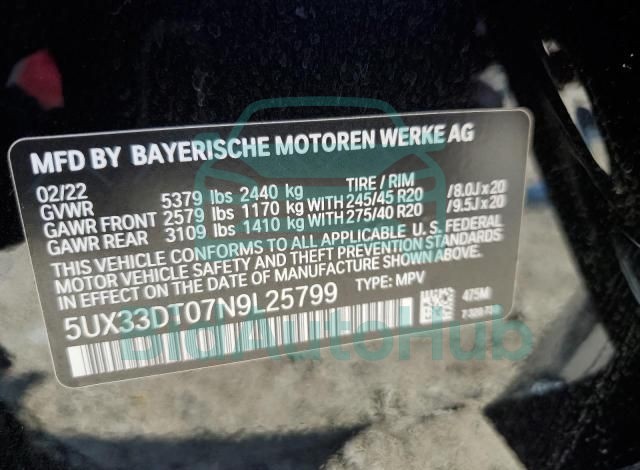 MFD BY BAYERISCHE MOTOREN WERKE AG
02/22 TIRE / RIM
GVWR 5379 lbs 2440 kg
GAWR FRONT 2579 lbs 1170 kg WITH 245/45 R20 /8.0J x 20
GAWR REAR 3109 lbs 1410 kg WITH 275/40 R20 /9.5J x 20
THIS VEHICLE CONFORMS TO ALL APPLICABLE U. S. FEDERAL
MOTOR VEHICLE SAFETY AND THEFT PREVENTION STANDARDS
IN EFFECT ON THE DATE OF MANUFACTURE SHOWN ABOVE.
5UX33DT07N9L25799 TYPE: MPV
475M
DidAutoHub